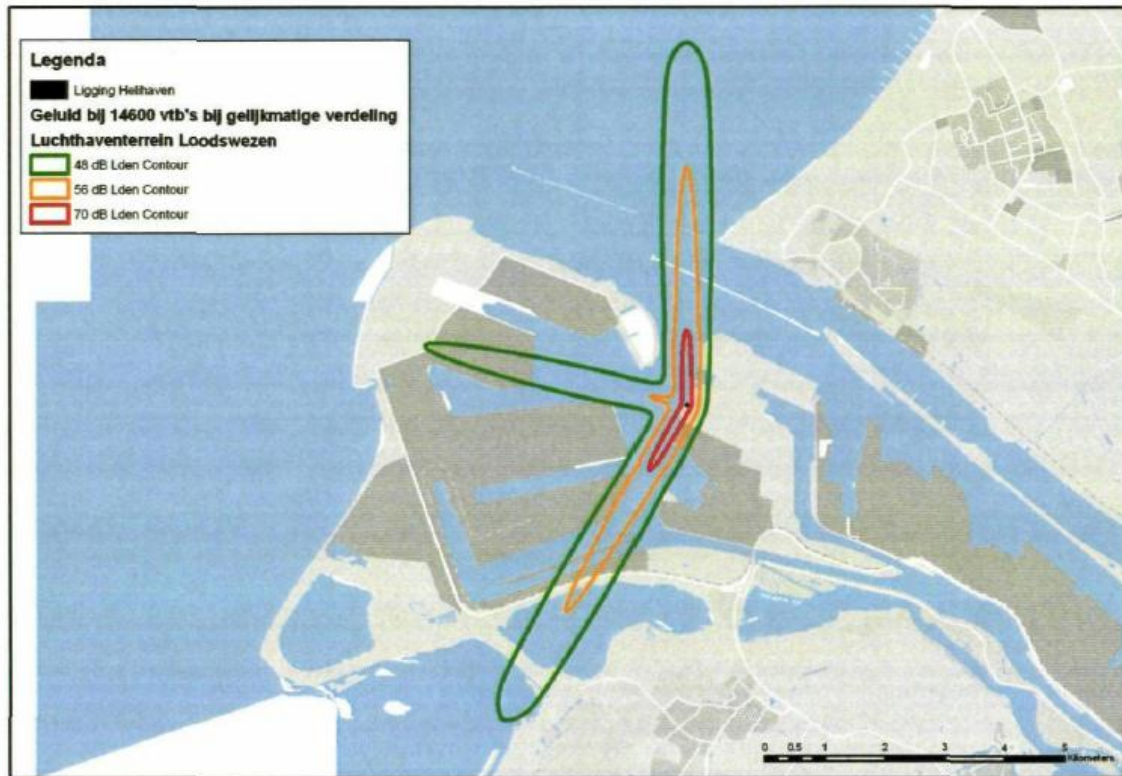 Legenda
Ligging Helihaven
Geluid bij 14600 vtb's bij gelijkmatige verdeling
Luchthaventerrein Loodswezen
48 dB Lden Contour
56 dB Lden Contour
70 dB Lden Contour
0 0.5 1 2 3 4 5
Kilometers